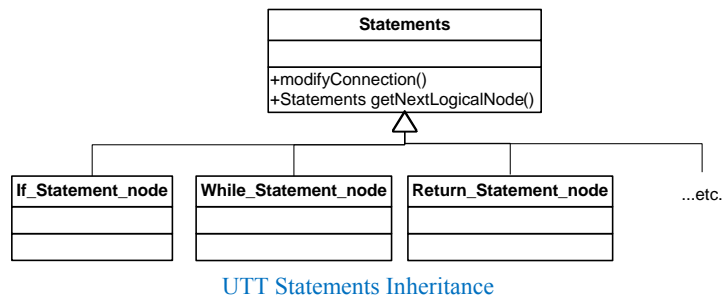 Statements
+modifyConnection()
+Statements getNextLogicalNode()
If_Statement_node
While_Statement_node
Return_Statement_node
...etc.
UTT Statements Inheritance